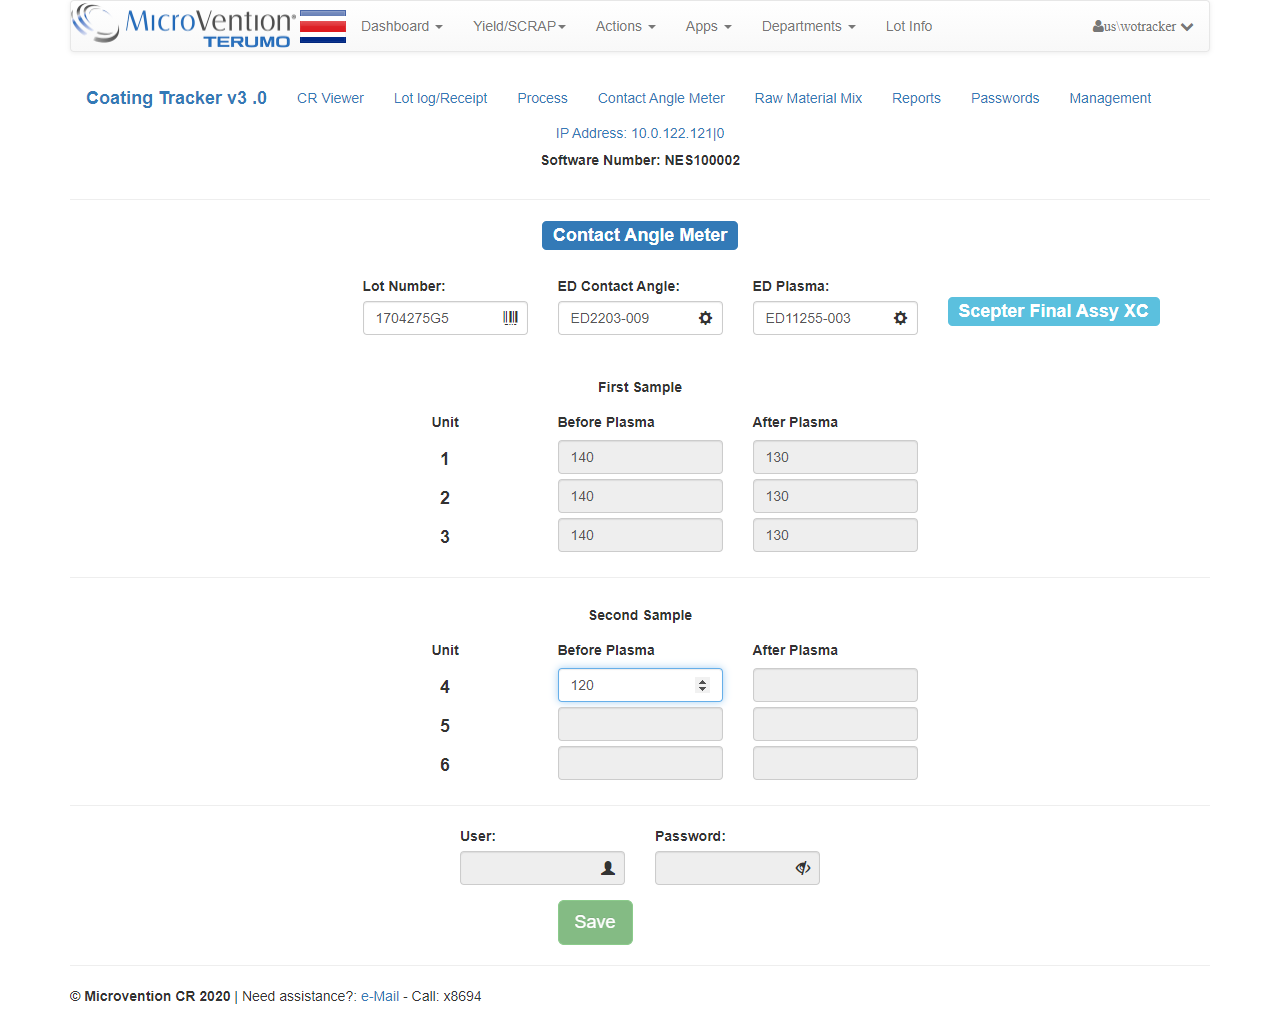 MicroVention TERUMO Dashboard Yield/SCRAP Actions Apps Departments Lot Info us\wotracker
Coating Tracker v3 .0 CR Viewer Lot log/Receipt Process Contact Angle Meter Raw Material Mix Reports Passwords Management
IP Address: 10.0.122.121|0
Software Number: NES100002
Contact Angle Meter
Lot Number: ED Contact Angle: ED Plasma:
1704275G5 ED2203-009 ED11255-003 Scepter Final Assy XC
First Sample
Unit Before Plasma After Plasma
1 140 130
2 140 130
3 140 130
Second Sample
Unit Before Plasma After Plasma
4 120
5
6
User: Password:
Save
© Microvention CR 2020 | Need assistance?: e-Mail - Call: x8694